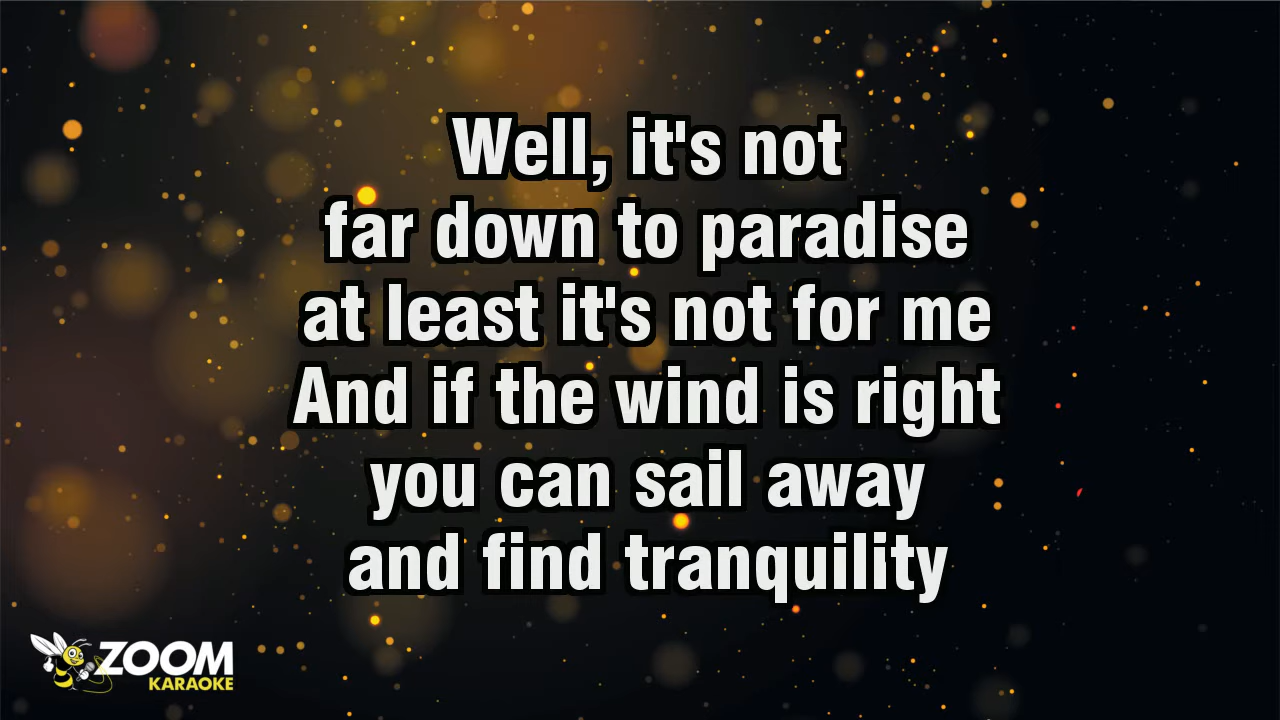 Well, it's not
far down to paradise
at least it's not for me
And if the wind is right
you can sail away
and find tranquility
ZOOM
KARAOKE